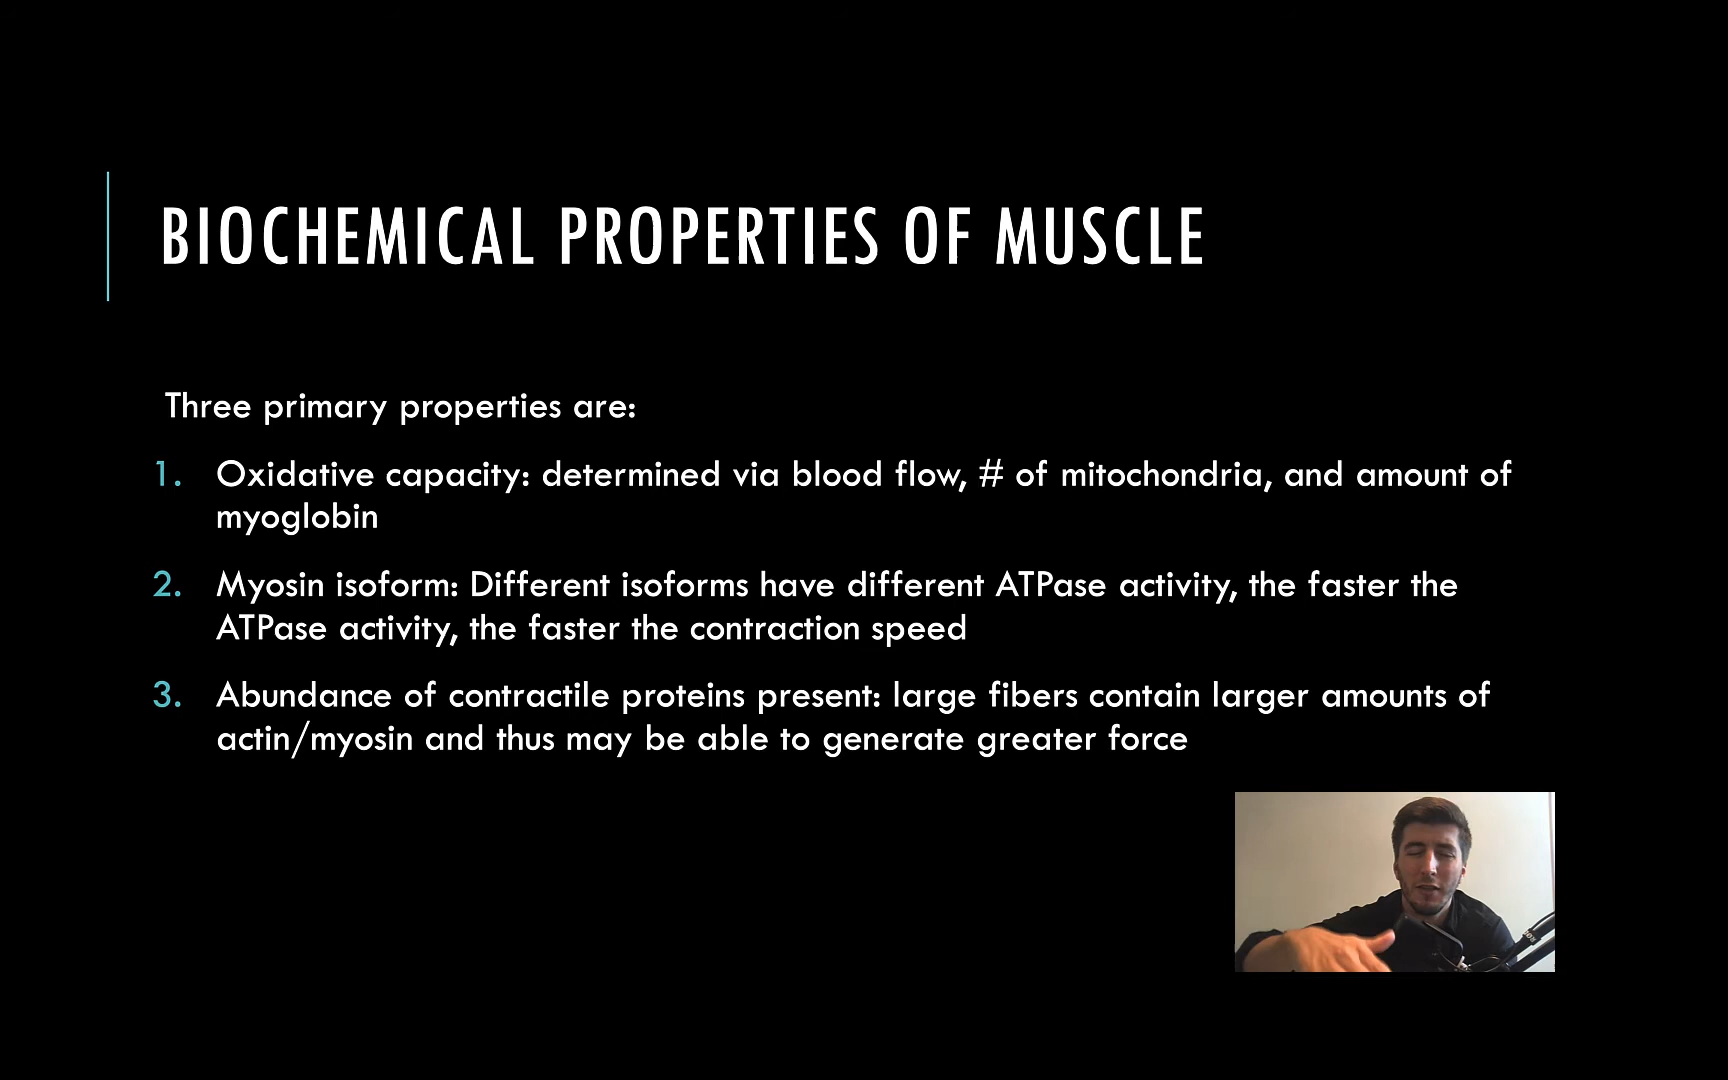 BIOCHEMICAL PROPERTIES OF MUSCLE
Three primary properties are:
1. Oxidative capacity: determined via blood flow, # of mitochondria, and amount of
myoglobin
2. Myosin isoform: Different isoforms have different ATPase activity, the faster the
ATPase activity, the faster the contraction speed
3. Abundance of contractile proteins present: large fibers contain larger amounts of
actin/myosin and thus may be able to generate greater force